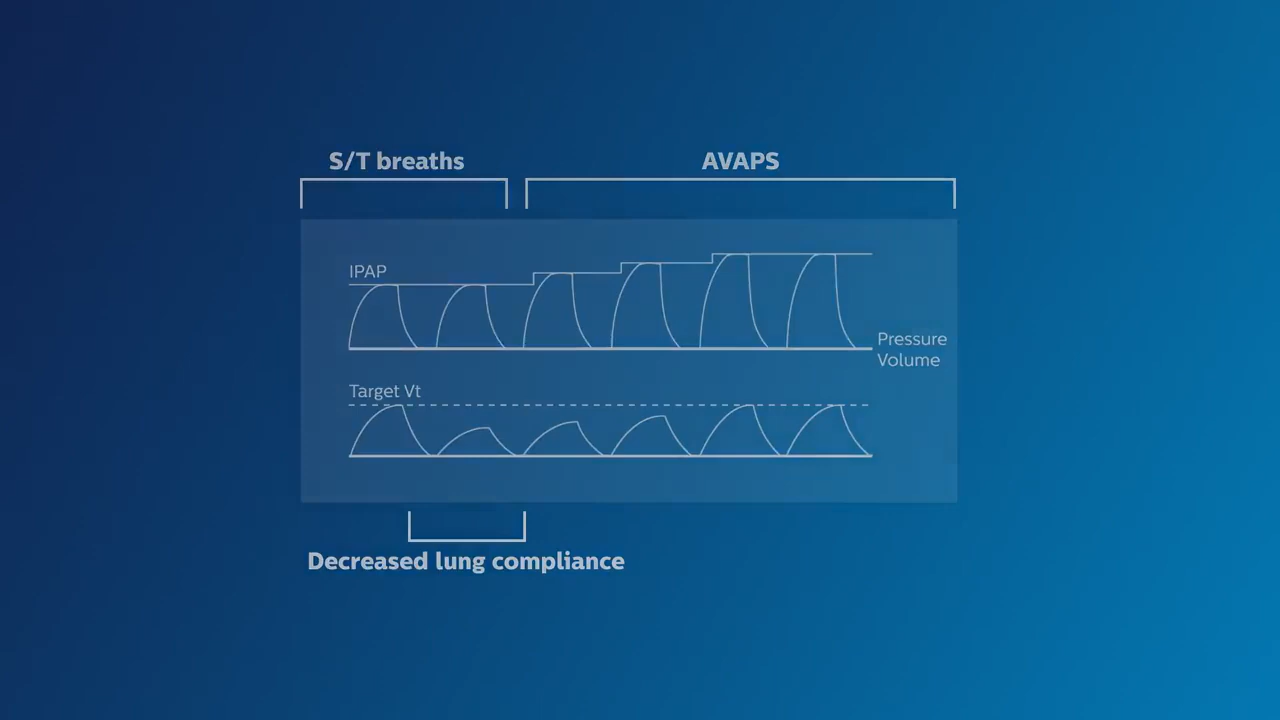 S/T breaths
AVAPS
IPAP
Pressure
Volume
Target Vt
Decreased lung compliance